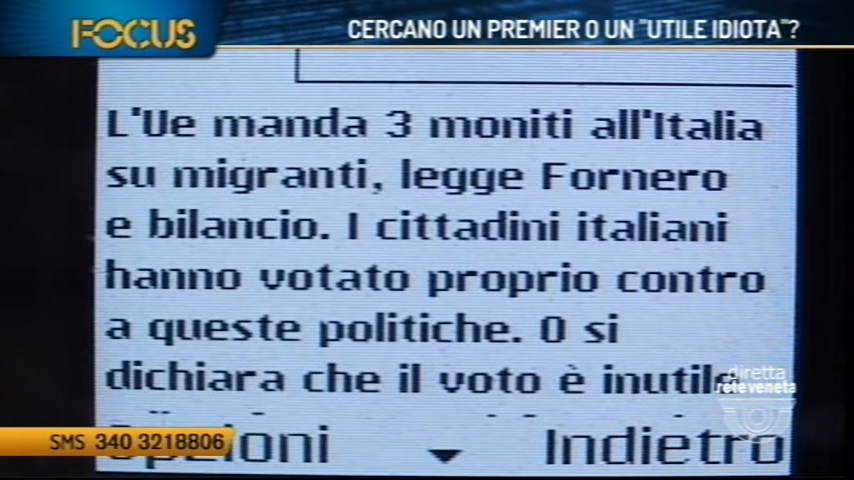 FOCUS
CERCANO UN PREMIER O UN "UTILE IDIOTA"?
L'Ue manda 3 moniti all'Italia
su migranti, legge Fornero
e bilancio. I cittadini italiani
hanno votato proprio contro
a queste politiche. O si
dichiara che il voto è inutile
diretta
rete veneta
Opzioni
Indietro
SMS 340 3218806